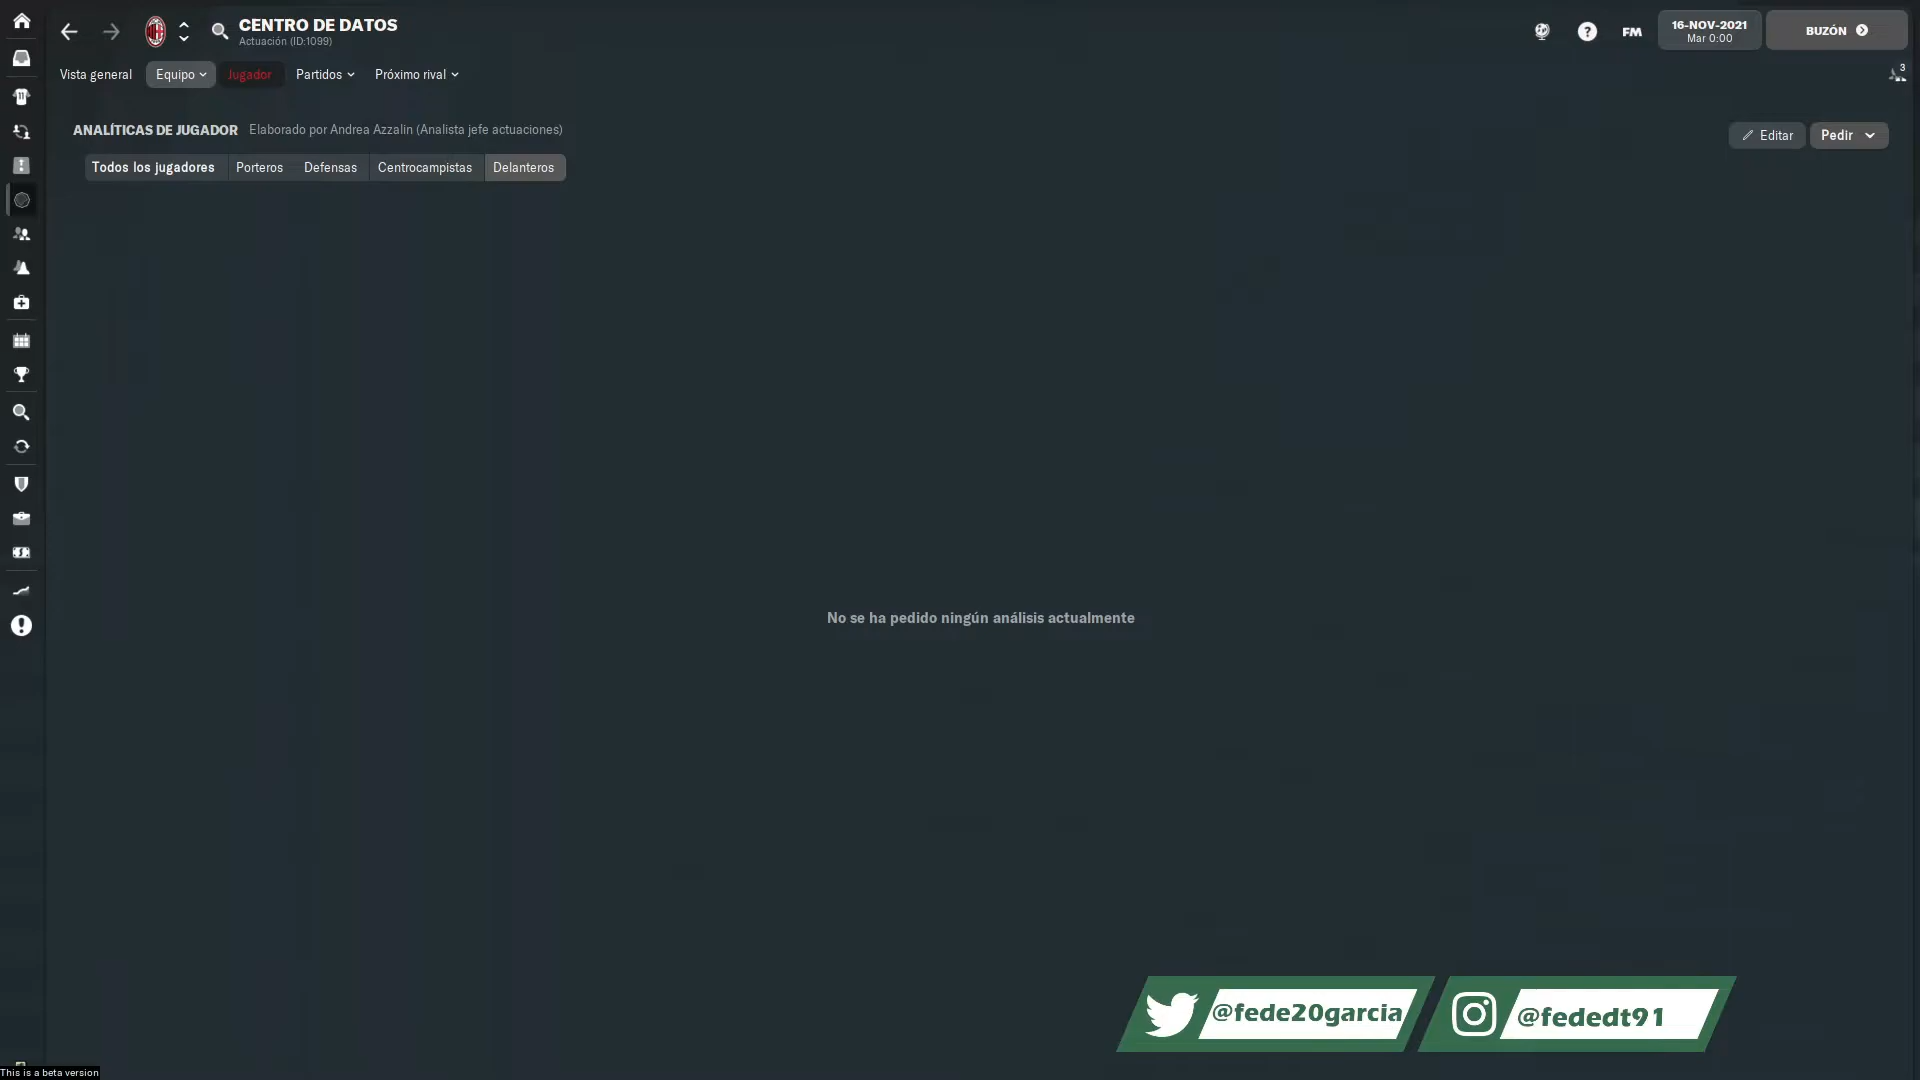 CENTRO DE DATOS
Actuación (ID:1099)
FM
16-NOV-2021
Mar 0:00
BUZÓN
Vista general
Equipo
Jugador
Partidos
Próximo rival
3
ANALÍTICAS DE JUGADOR
Elaborado por Andrea Azzalin (Analista jefe actuaciones)
Editar
Pedir
Todos los jugadores
Porteros
Defensas
Centrocampistas
Delanteros
No se ha pedido ningún análisis actualmente
@fede20garcia
@fededt91
This is a beta version